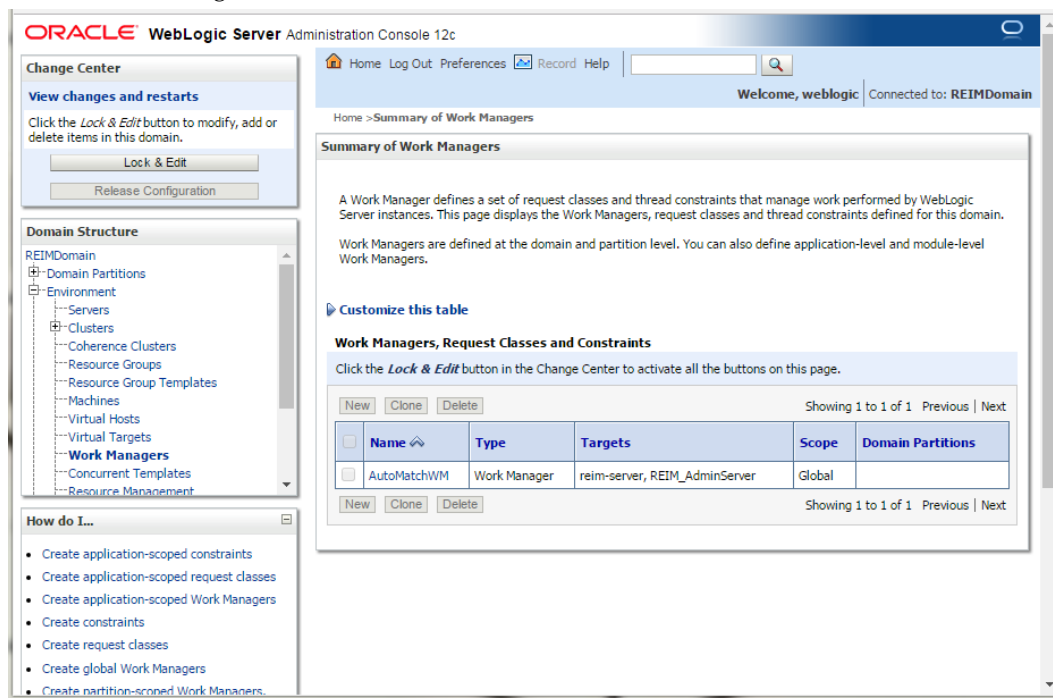 ORACLE WebLogic Server Administration Console 12c
Change Center
View changes and restarts
Click the Lock & Edit button to modify, add or
delete items in this domain.
Lock & Edit
Release Configuration
Domain Structure
REIMDomain
Domain Partitions
Environment
Servers
Clusters
Coherence Clusters
Resource Groups
Resource Group Templates
Machines
Virtual Hosts
Virtual Targets
Work Managers
Concurrent Templates
Resource Management
How do I...
Create application-scoped constraints
Create application-scoped request classes
Create application-scoped Work Managers
Create constraints
Create request classes
Create global Work Managers
Create partition-scoped Work Managers,
Home Log Out Preferences Record Help
Welcome, weblogic Connected to: REIMDomain
Home >Summary of Work Managers
Summary of Work Managers
A Work Manager defines a set of request classes and thread constraints that manage work performed by WebLogic
Server instances. This page displays the Work Managers, request classes and thread constraints defined for this domain.
Work Managers are defined at the domain and partition level. You can also define application-level and module-level
Work Managers.
Customize this table
Work Managers, Request Classes and Constraints
Click the Lock & Edit button in the Change Center to activate all the buttons on this page.
New Clone Delete Showing 1 to 1 of 1 Previous | Next
Name Type Targets Scope Domain Partitions
AutoMatchWM Work Manager reim-server, REIM_AdminServer Global
New Clone Delete Showing 1 to 1 of 1 Previous | Next